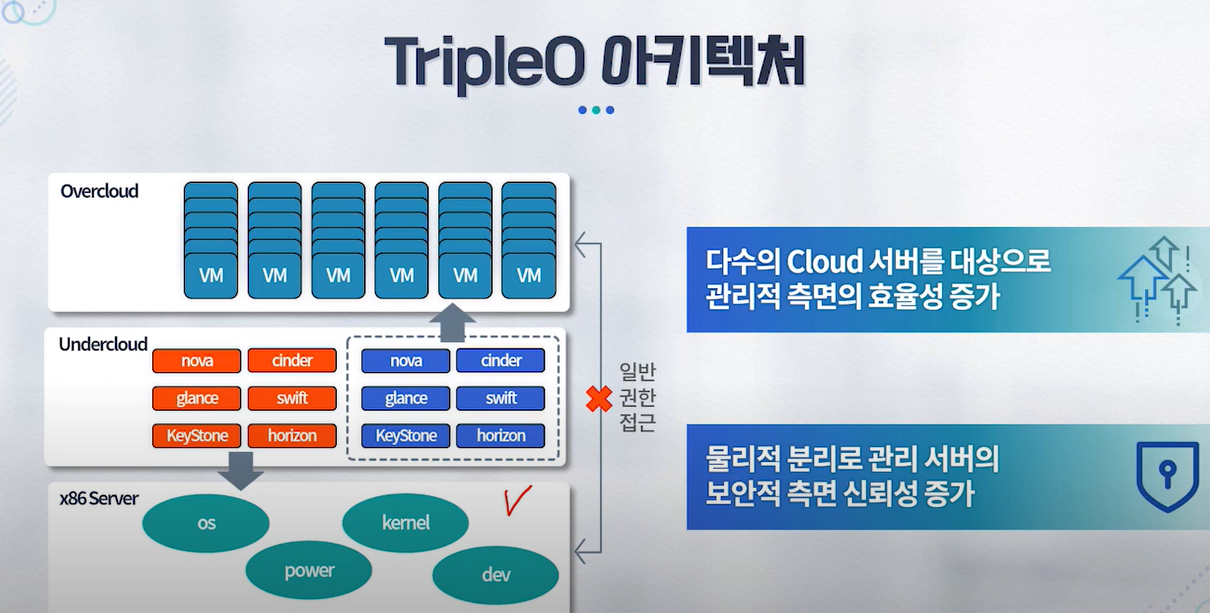 TripleO 아키텍처
Overcloud
VM VM VM VM VM VM
Undercloud
nova cinder nova cinder
glance swift glance swift
KeyStone horizon KeyStone horizon
x86 Server
os kernel
power dev
일반
권한
접근
다수의 Cloud 서버를 대상으로
관리적 측면의 효율성 증가
물리적 분리로 관리 서버의
보안적 측면 신뢰성 증가